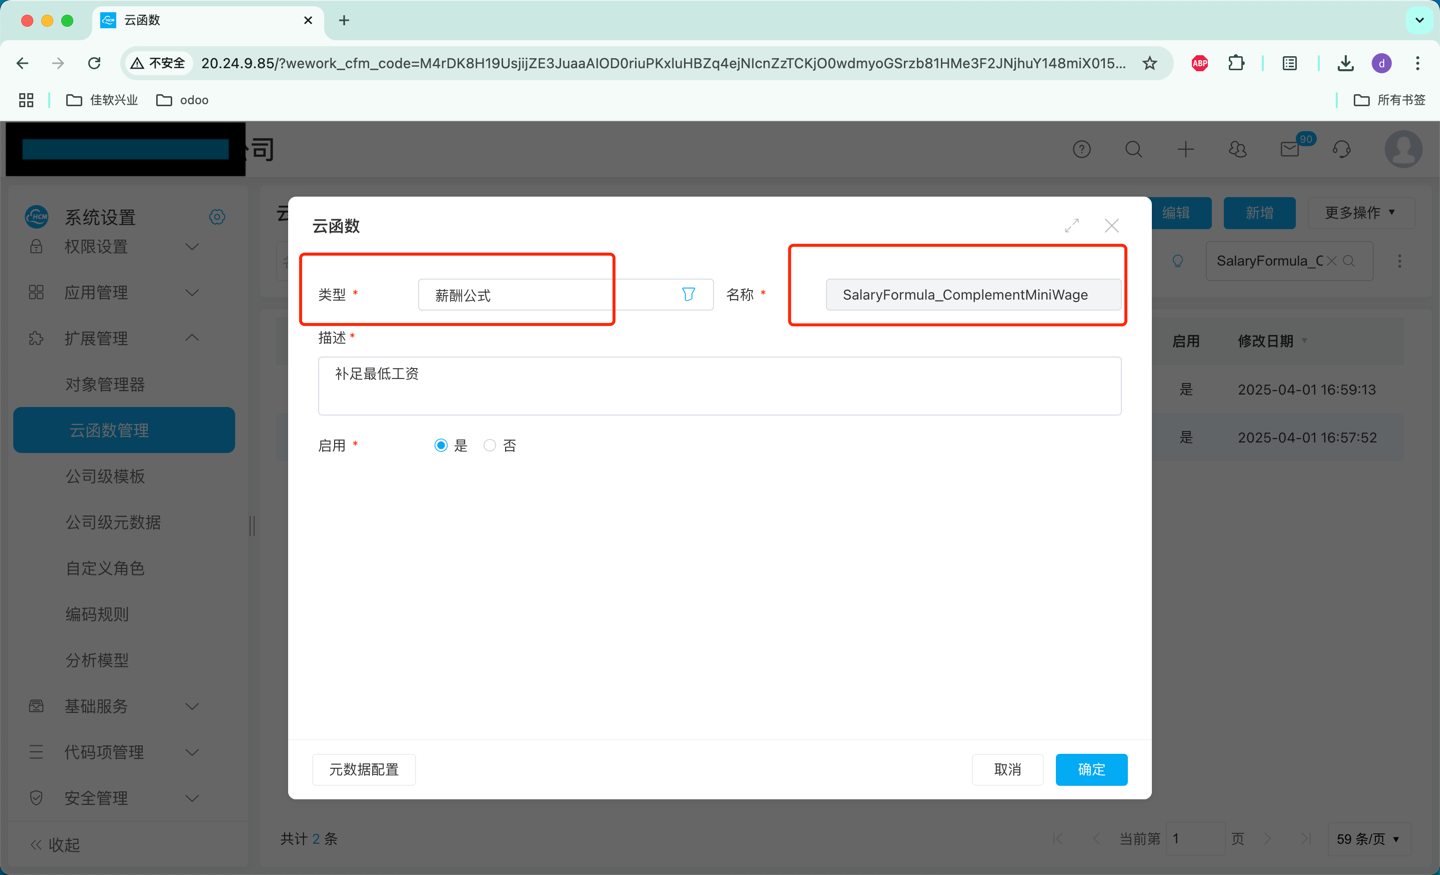 云函数
不安全
20.24.9.85/?wework_cfm_code=M4rDK8H19UsjijZE3JuaaAIOD0riuPKxluHBZq4ejNIcnZzTCKjO0wdmyoGSrzb81HMe3F2JNjhuY148miX015...
ABP
d
佳软兴业
odoo
所有书签
公司
90
HCM
系统设置
权限设置
应用管理
扩展管理
对象管理器
云函数管理
公司级模板
公司级元数据
自定义角色
编码规则
分析模型
基础服务
代码项管理
安全管理
收起
编辑
新增
更多操作
SalaryFormula_C
启用
修改日期
是
2025-04-01 16:59:13
是
2025-04-01 16:57:52
云函数
类型 *
薪酬公式
名称 *
SalaryFormula_ComplementMiniWage
描述 *
补足最低工资
启用 *
是
否
元数据配置
取消
确定
共计 2 条
当前第 1 页
59 条/页